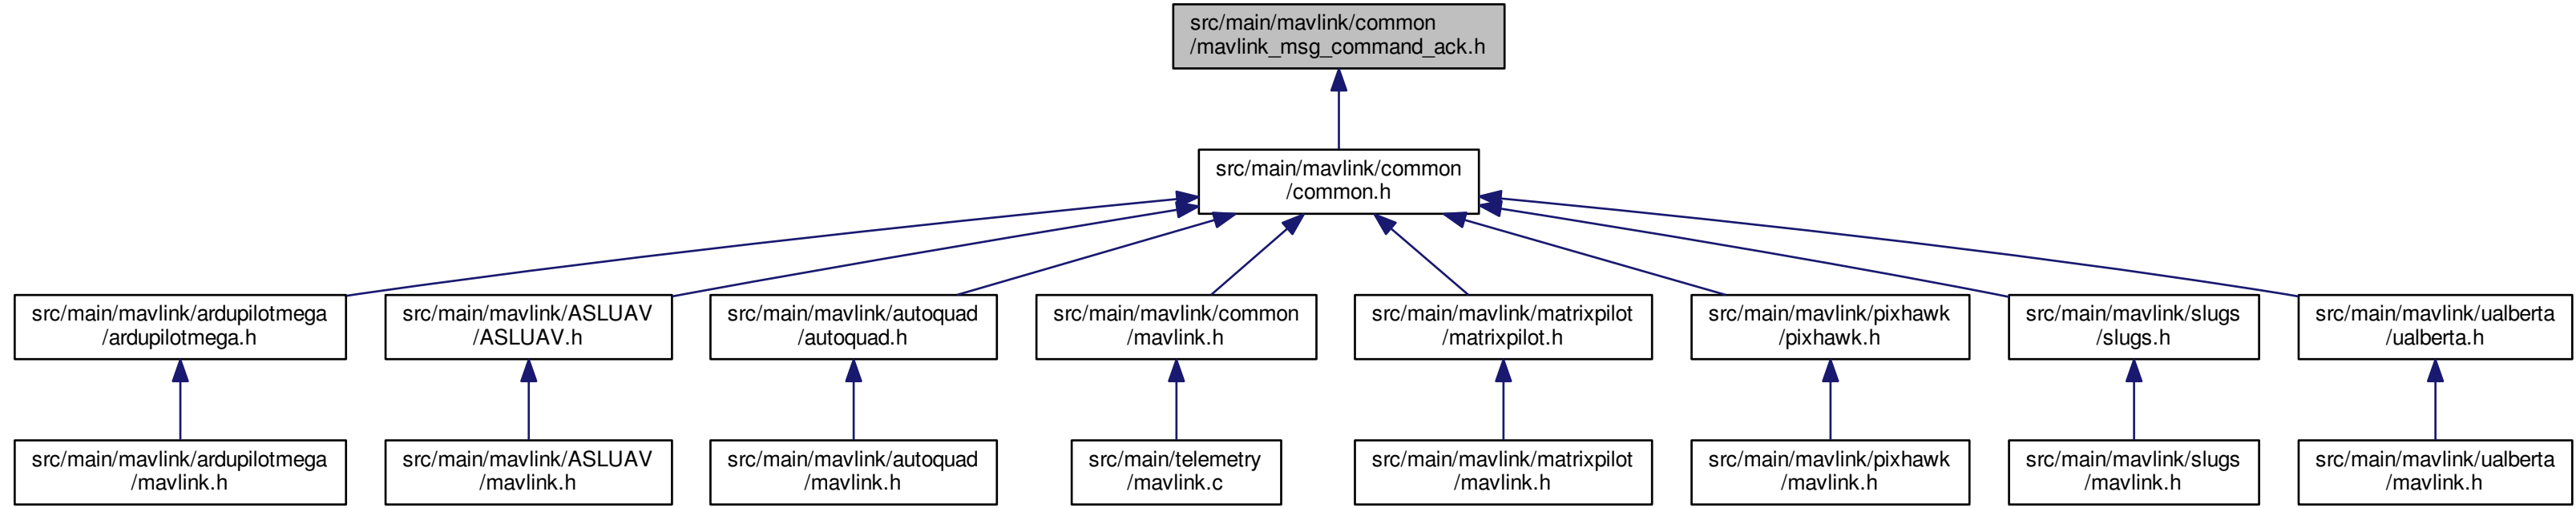 src/main/mavlink/common
/mavlink_msg_command_ack.h
src/main/mavlink/common
/common.h
src/main/mavlink/ardupilotmega
/ardupilotmega.h
src/main/mavlink/ASLUAV
/ASLUAV.h
src/main/mavlink/autoquad
/autoquad.h
src/main/mavlink/common
/mavlink.h
src/main/mavlink/matrixpilot
/matrixpilot.h
src/main/mavlink/pixhawk
/pixhawk.h
src/main/mavlink/slugs
/slugs.h
src/main/mavlink/ualberta
/ualberta.h
src/main/mavlink/ardupilotmega
/mavlink.h
src/main/mavlink/ASLUAV
/mavlink.h
src/main/mavlink/autoquad
/mavlink.h
src/main/telemetry
/mavlink.c
src/main/mavlink/matrixpilot
/mavlink.h
src/main/mavlink/pixhawk
/mavlink.h
src/main/mavlink/slugs
/mavlink.h
src/main/mavlink/ualberta
/mavlink.h